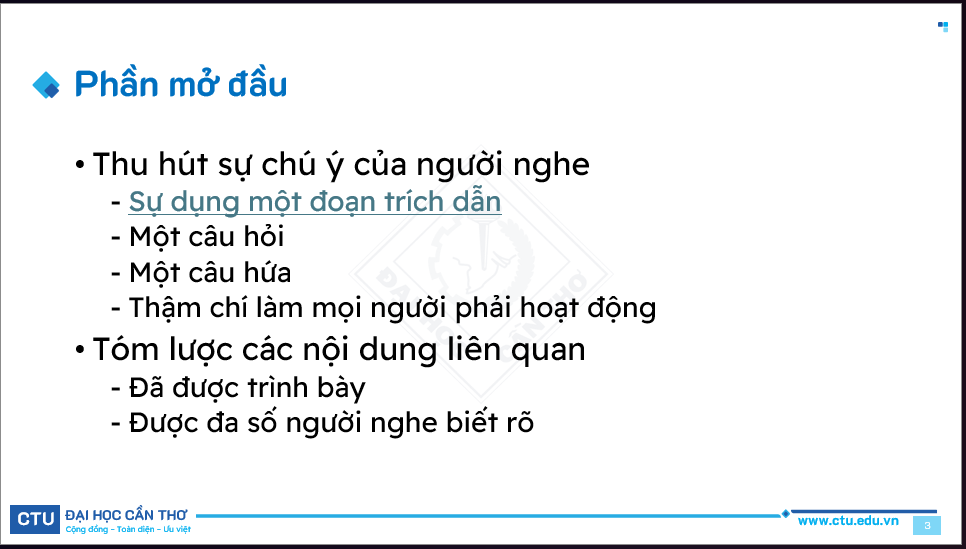 Phần mở đầu
• Thu hút sự chú ý của người nghe
- Sự dụng một đoạn trích dẫn
- Một câu hỏi
- Một câu hứa
- Thậm chí làm mọi người phải hoạt động
• Tóm lược các nội dung liên quan
- Đã được trình bày
- Được đa số người nghe biết rõ
CTU ĐẠI HỌC CẦN THƠ
Cộng đồng - Toàn diện - Ưu việt
www.ctu.edu.vn
3